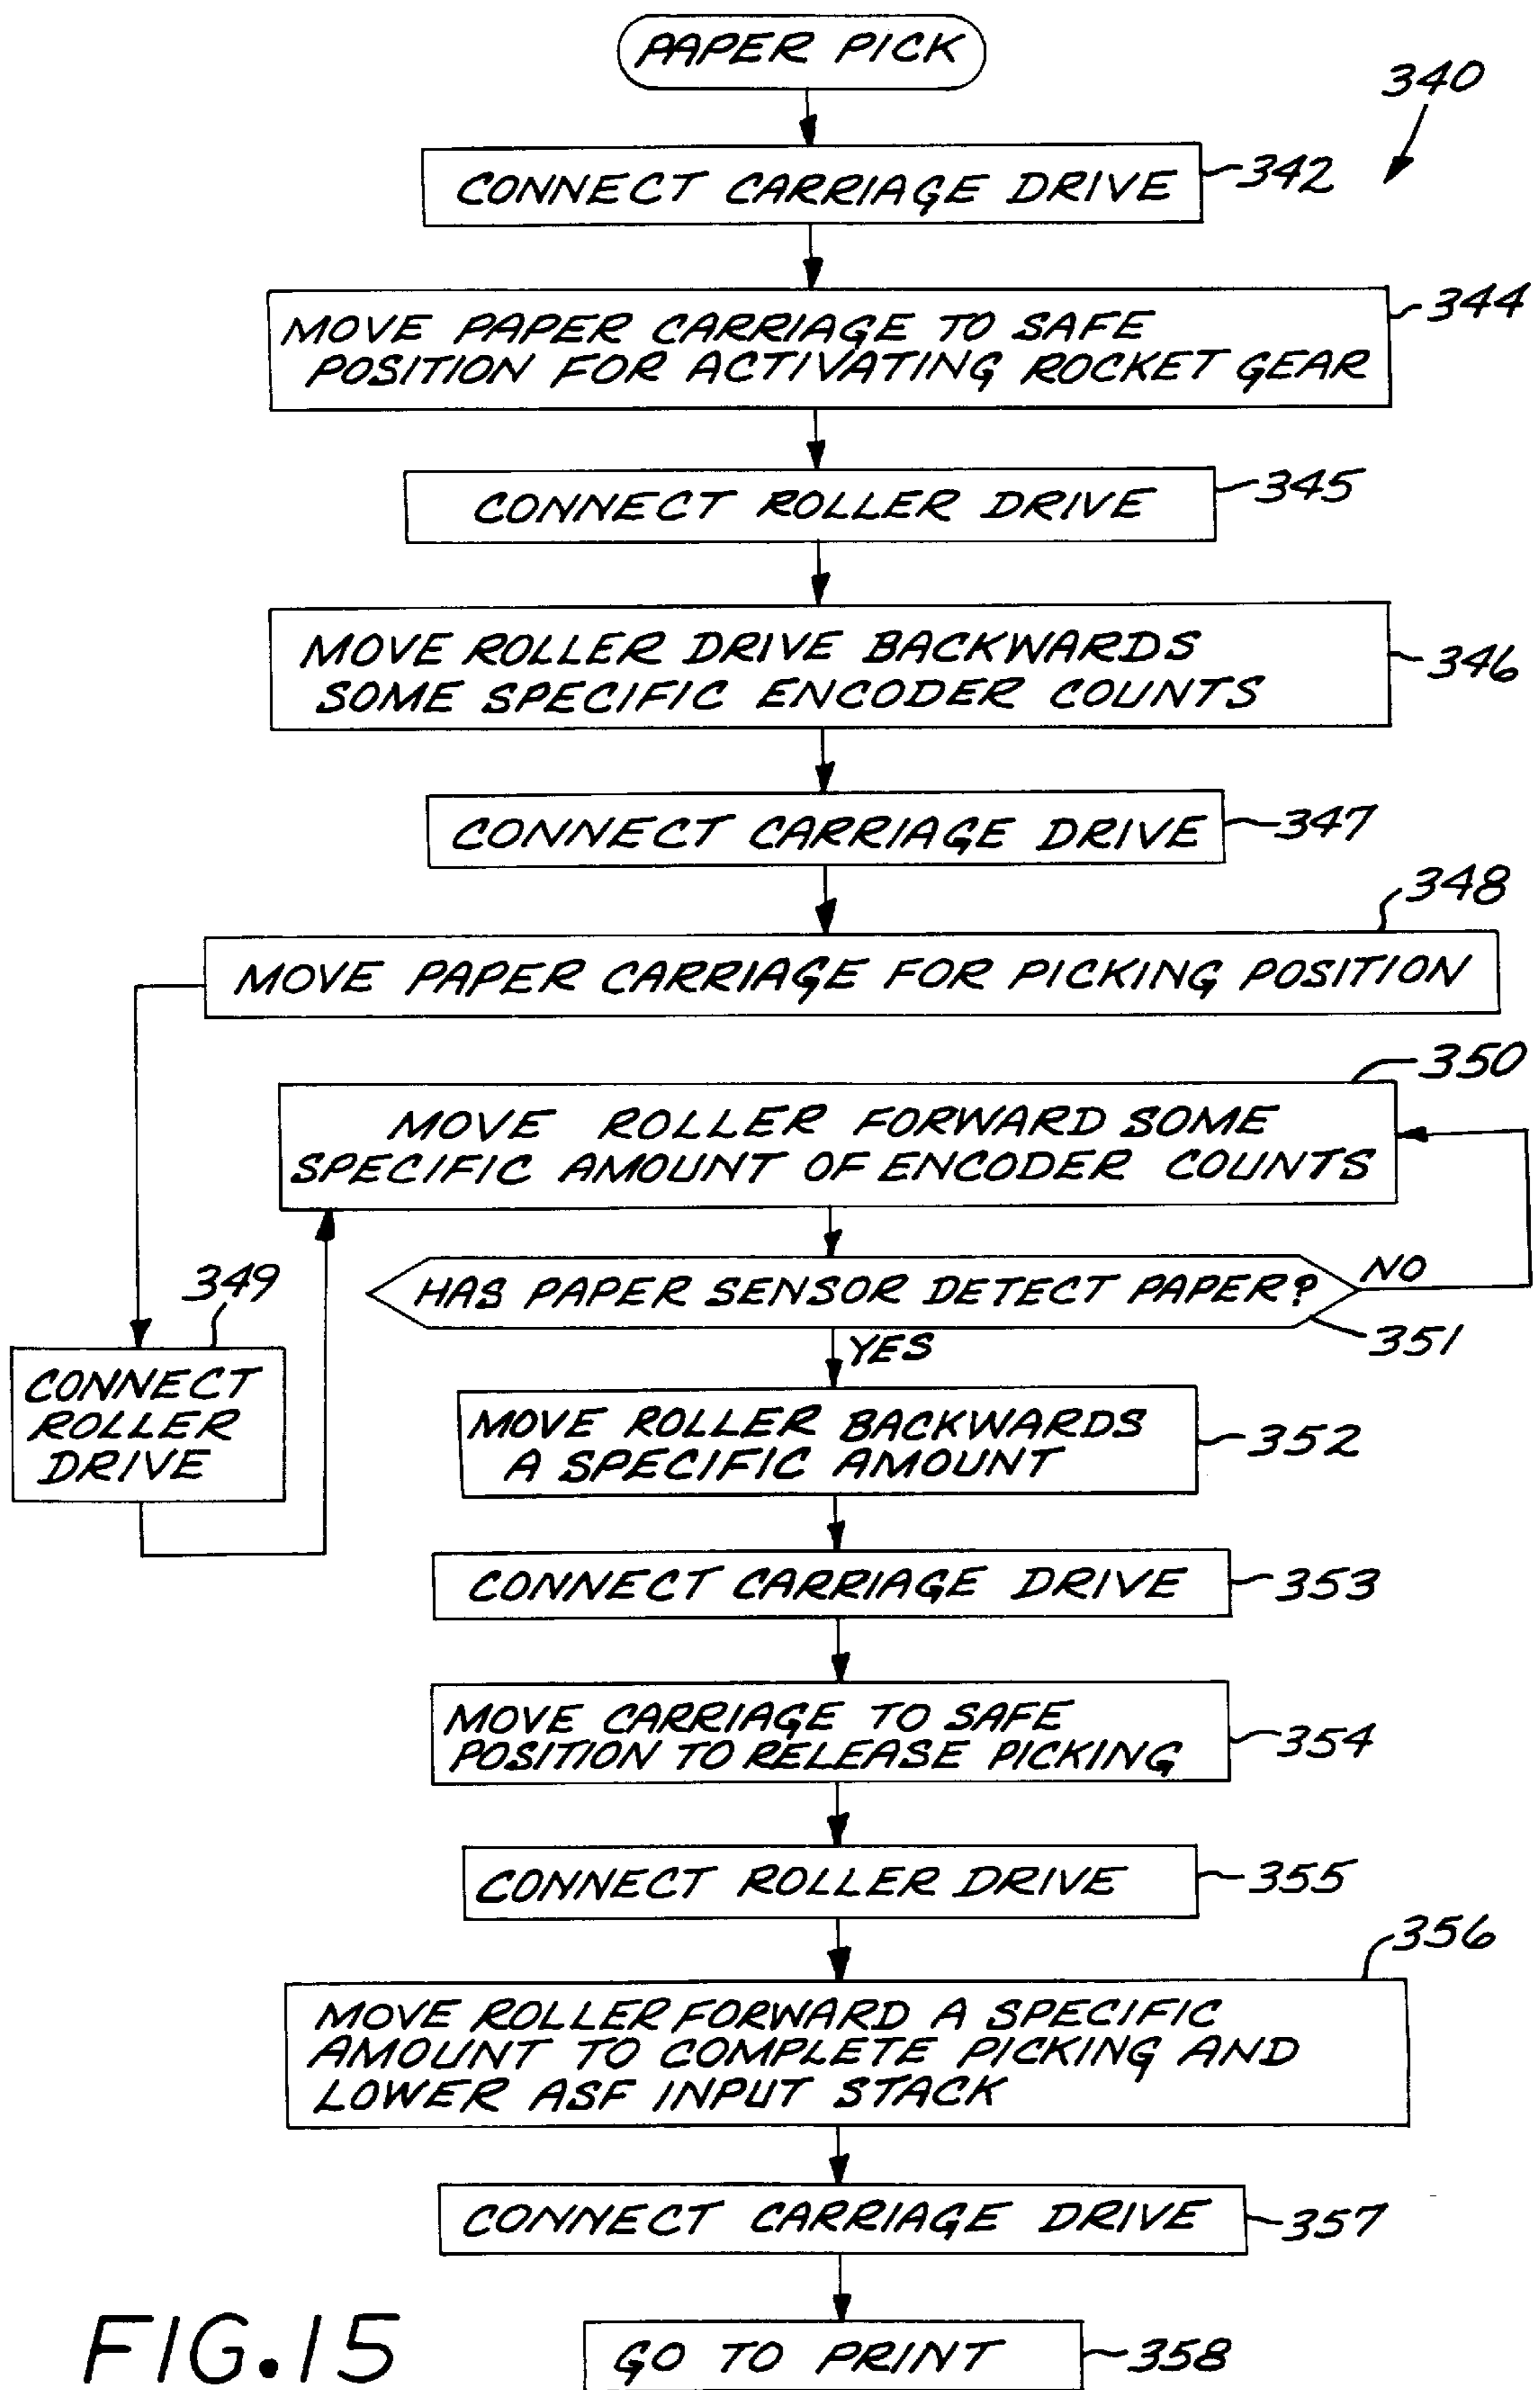 PAPER PICK
340
CONNECT CARRIAGE DRIVE
342
MOVE PAPER CARRIAGE TO SAFE
POSITION FOR ACTIVATING ROCKET GEAR
344
CONNECT ROLLER DRIVE
345
MOVE ROLLER DRIVE BACKWARDS
SOME SPECIFIC ENCODER COUNTS
346
CONNECT CARRIAGE DRIVE
347
348
MOVE PAPER CARRIAGE FOR PICKING POSITION
350
MOVE ROLLER FORWARD SOME
SPECIFIC AMOUNT OF ENCODER COUNTS
HAS PAPER SENSOR DETECT PAPER?
NO
351
YES
349
CONNECT
ROLLER
DRIVE
MOVE ROLLER BACKWARDS
A SPECIFIC AMOUNT
352
CONNECT CARRIAGE DRIVE
353
MOVE CARRIAGE TO SAFE
POSITION TO RELEASE PICKING
354
CONNECT ROLLER DRIVE
355
356
MOVE ROLLER FORWARD A SPECIFIC
AMOUNT TO COMPLETE PICKING AND
LOWER ASF INPUT STACK
CONNECT CARRIAGE DRIVE
357
GO TO PRINT
358
FIG.15